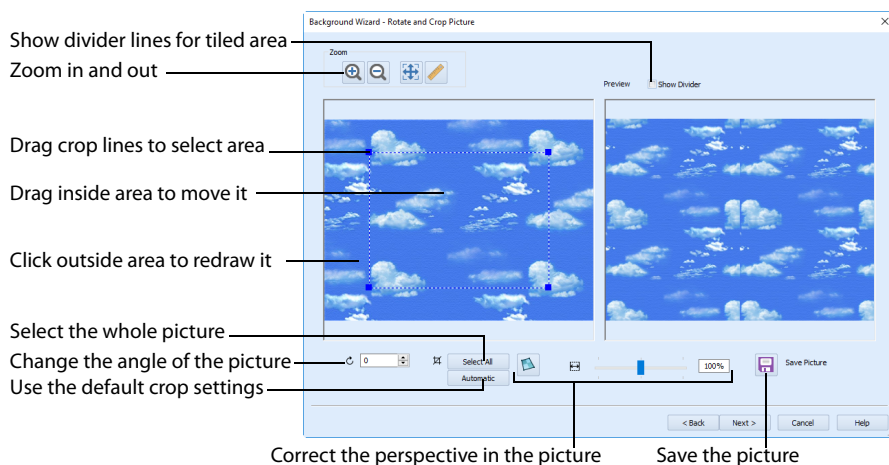 Background Wizard - Rotate and Crop Picture
Show divider lines for tiled area
Zoom
Zoom in and out
Preview
Show Divider
Drag crop lines to select area
Drag inside area to move it
Click outside area to redraw it
Select the whole picture
Change the angle of the picture
0
Select All
100%
Save Picture
Use the default crop settings
Automatic
< Back
Next >
Cancel
Help
Correct the perspective in the picture
Save the picture